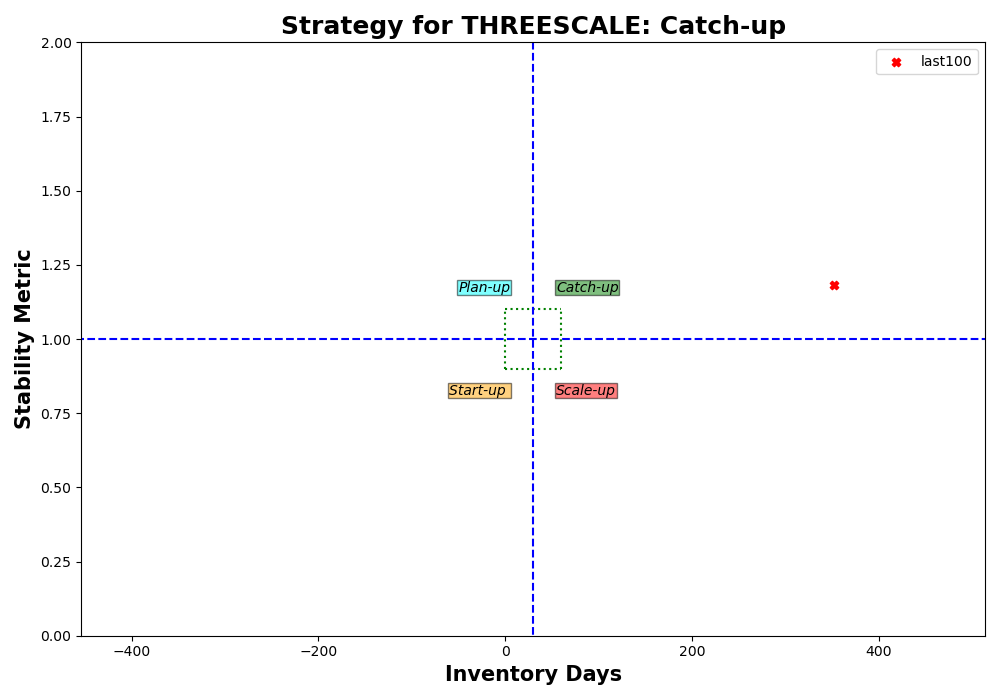 Strategy for THREESCALE: Catch-up
last100
2.00
1.75
1.50
1.25
1.00
0.75
0.50
0.25
0.00
Stability Metric
Plan-up
Catch-up
Start-up
Scale-up
−400
−200
0
200
400
Inventory Days